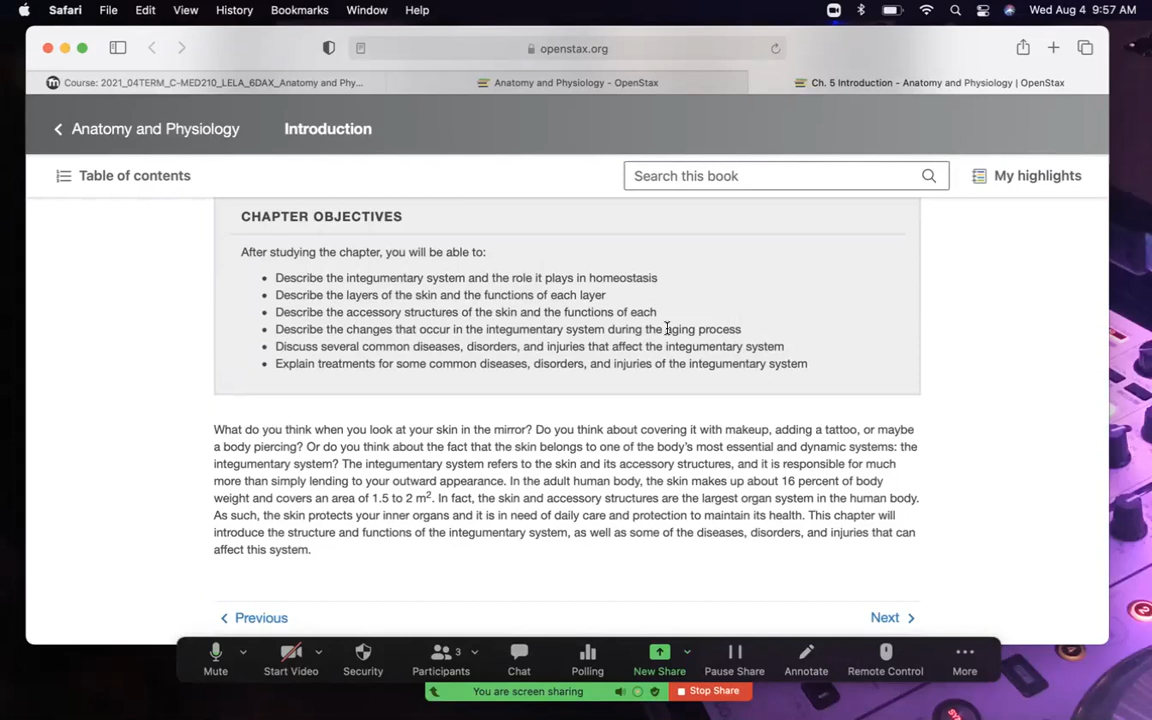 Safari File Edit View History Bookmarks Window Help Wed Aug 4 9:57 AM
openstax.org
Course: 2021_04TERM_C-MED210_LELA_6DAX_Anatomy and Phy...
Anatomy and Physiology - OpenStax
Ch. 5 Introduction - Anatomy and Physiology | OpenStax
Anatomy and Physiology
Introduction
Table of contents
Search this book
My highlights
CHAPTER OBJECTIVES
After studying the chapter, you will be able to:
• Describe the integumentary system and the role it plays in homeostasis
• Describe the layers of the skin and the functions of each layer
• Describe the accessory structures of the skin and the functions of each
• Describe the changes that occur in the integumentary system during the aging process
• Discuss several common diseases, disorders, and injuries that affect the integumentary system
• Explain treatments for some common diseases, disorders, and injuries of the integumentary system
What do you think when you look at your skin in the mirror? Do you think about covering it with makeup, adding a tattoo, or maybe
a body piercing? Or do you think about the fact that the skin belongs to one of the body's most essential and dynamic systems: the
integumentary system? The integumentary system refers to the skin and its accessory structures, and it is responsible for much
more than simply lending to your outward appearance. In the adult human body, the skin makes up about 16 percent of body
weight and covers an area of 1.5 to 2 m². In fact, the skin and accessory structures are the largest organ system in the human body.
As such, the skin protects your inner organs and it is in need of daily care and protection to maintain its health. This chapter will
introduce the structure and functions of the integumentary system, as well as some of the diseases, disorders, and injuries that can
affect this system.
Previous
Next
Mute
Start Video
Security
Participants 3
Chat
Polling
New Share
Pause Share
Annotate
Remote Control
More
You are screen sharing
Stop Share